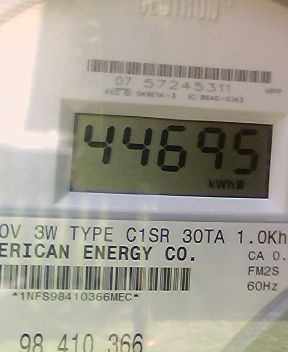 CENTRON®
07 57245311
44695
kWh
0V 3W TYPE C1SR 30TA 1.0Kh
ERICAN ENERGY CO.
CA 0.
FM2S
60Hz
*1NFS98410366MEC*
98 410 366